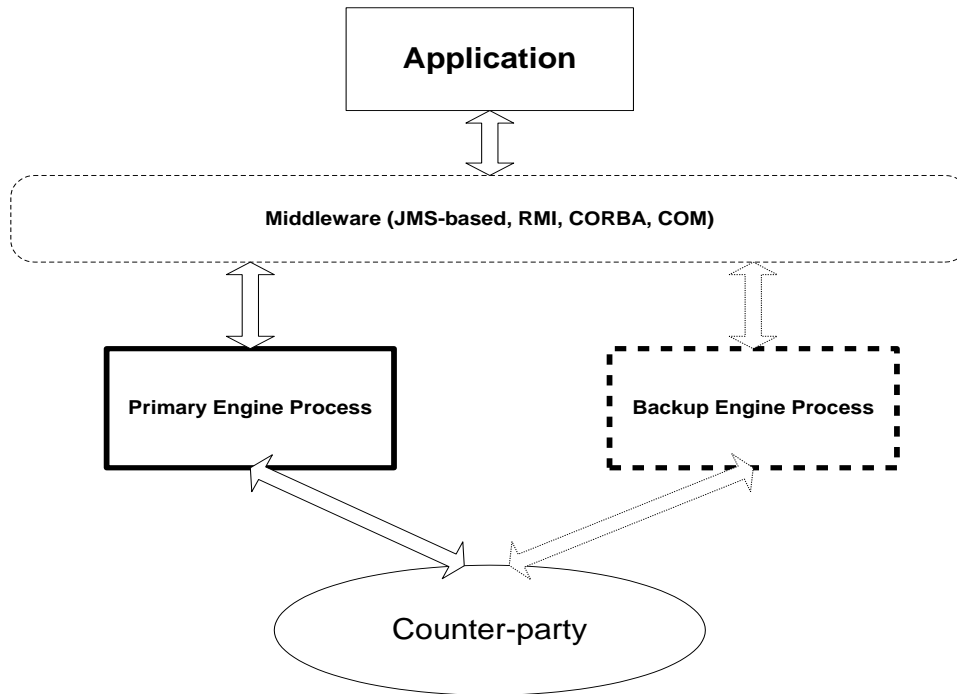 Application
Middleware (JMS-based, RMI, CORBA, COM)
Primary Engine Process
Backup Engine Process
Counter-party